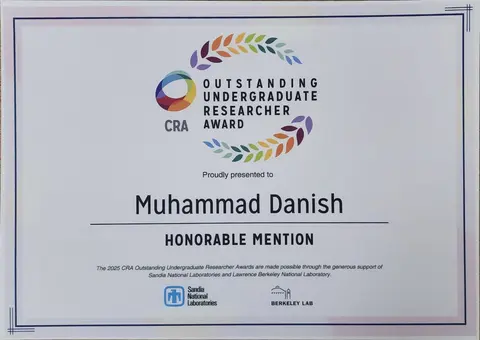 OUTSTANDING
UNDERGRADUATE
RESEARCHER
AWARD
CRA
Proudly presented to
Muhammad Danish
HONORABLE MENTION
The 2025 CRA Outstanding Undergraduate Researcher Awards are made possible through the generous support of
Sandia National Laboratories and Lawrence Berkeley National Laboratory.
Sandia
National
Laboratories
BERKELEY LAB